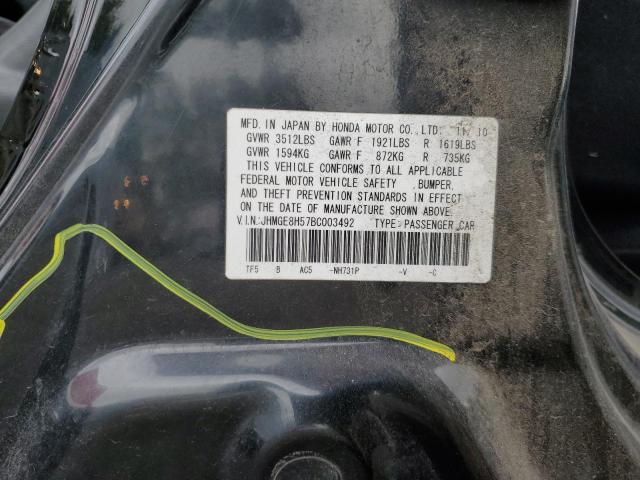 MFD. IN JAPAN BY HONDA MOTOR CO., LTD. 11 10
GVWR 3512LBS GAWR F 1921LBS R 1619LBS
GVWR 1594KG GAWR F 872KG R 735KG
THIS VEHICLE CONFORMS TO ALL APPLICABLE
FEDERAL MOTOR VEHICLE SAFETY , BUMPER,
AND THEFT PREVENTION STANDARDS IN EFFECT
ON THE DATE OF MANUFACTURE SHOWN ABOVE.
V.I.N.:JHMGE8H57BC003492 TYPE:PASSENGER CAR
TF5 B AC5 -NH731P -V -C